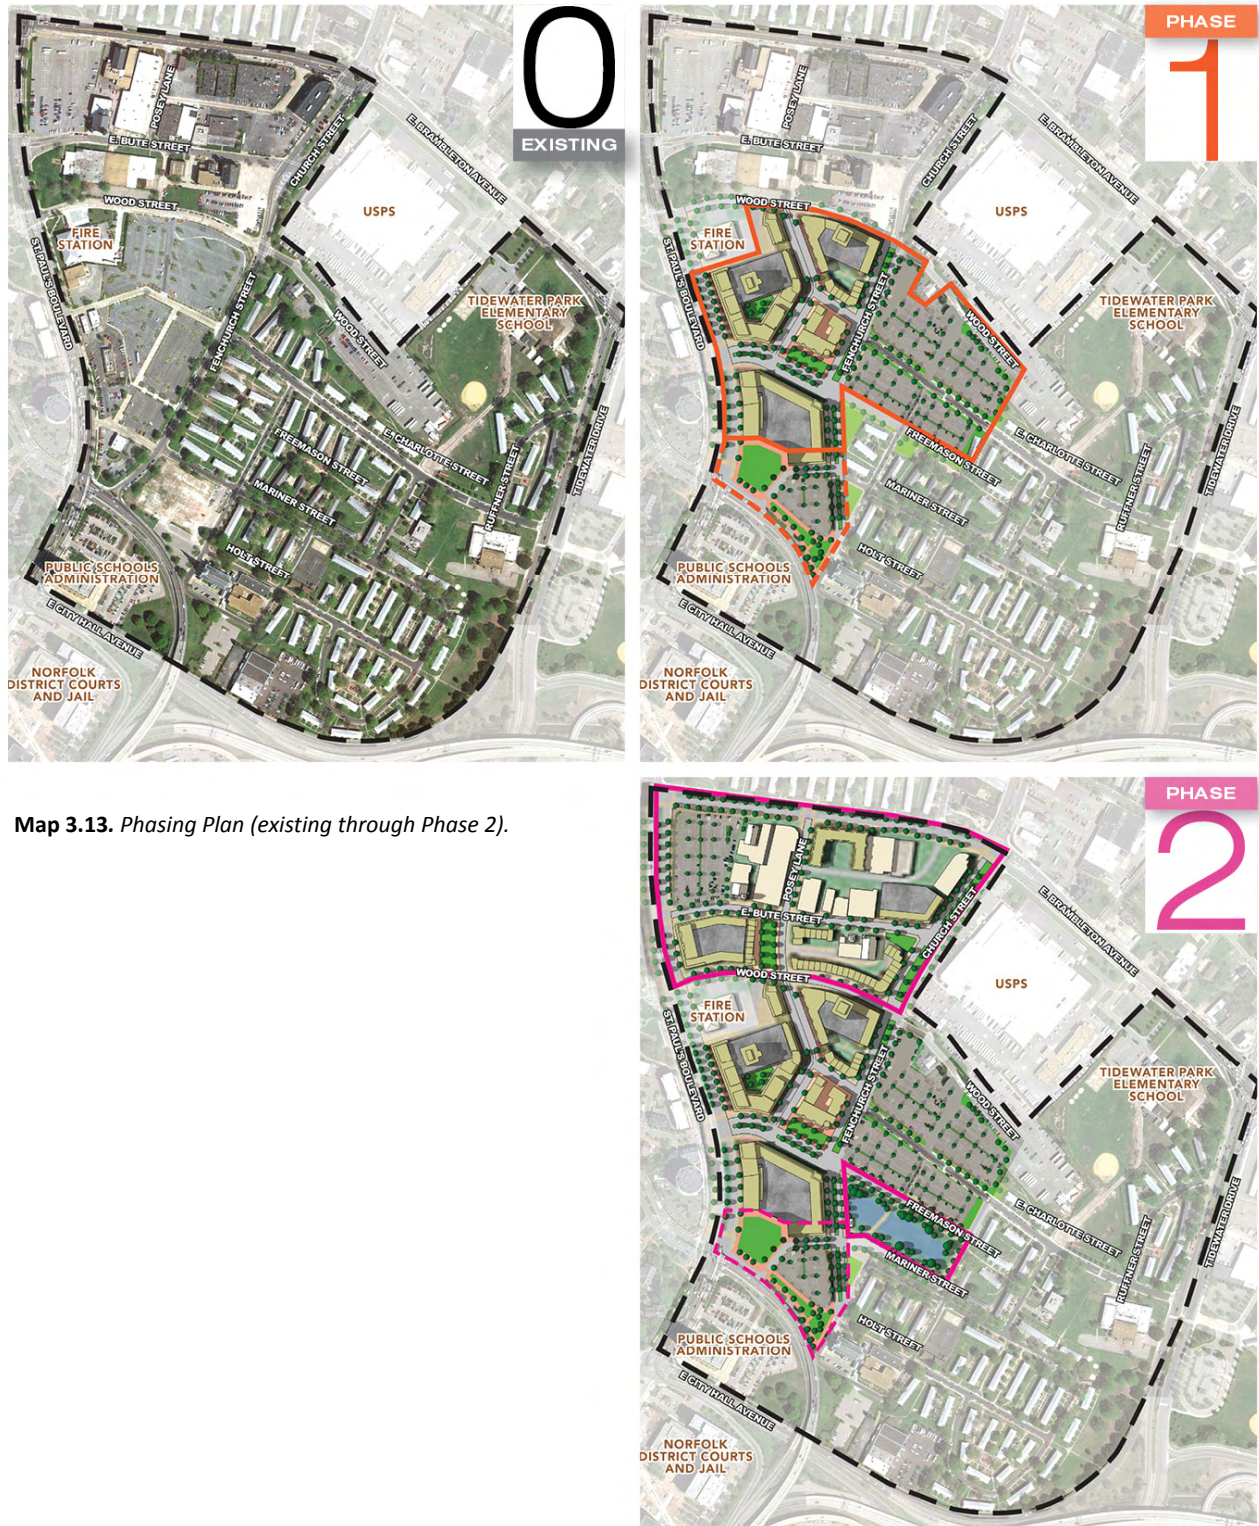 0
EXISTING
POSEY LANE
E. BUTE STREET
CHURCH STREET
E. BRAMBLETON AVENUE
WOOD STREET
USPS
FIRE
STATION
ST. PAUL'S BOULEVARD
FENCHURCH STREET
WOOD STREET
TIDEWATER PARK
ELEMENTARY
SCHOOL
FREEMASON STREET
E. CHARLOTTE STREET
MARINER STREET
RUFFNER STREET
TIDEWATER DRIVE
HOLT STREET
PUBLIC SCHOOLS
ADMINISTRATION
E CITY HALL AVENUE
NORFOLK
DISTRICT COURTS
AND JAIL
PHASE
1
POSEY LANE
E. BUTE STREET
CHURCH STREET
E. BRAMBLETON AVENUE
WOOD STREET
USPS
FIRE
STATION
ST. PAUL'S BOULEVARD
FENCHURCH STREET
WOOD STREET
TIDEWATER PARK
ELEMENTARY
SCHOOL
FREEMASON STREET
E. CHARLOTTE STREET
MARINER STREET
RUFFNER STREET
TIDEWATER DRIVE
HOLT STREET
PUBLIC SCHOOLS
ADMINISTRATION
E CITY HALL AVENUE
NORFOLK
DISTRICT COURTS
AND JAIL
Map 3.13. Phasing Plan (existing through Phase 2).
PHASE
2
POSEY LANE
E. BUTE STREET
CHURCH STREET
E. BRAMBLETON AVENUE
WOOD STREET
USPS
FIRE
STATION
ST. PAUL'S BOULEVARD
FENCHURCH STREET
WOOD STREET
TIDEWATER PARK
ELEMENTARY
SCHOOL
FREEMASON STREET
E. CHARLOTTE STREET
MARINER STREET
RUFFNER STREET
TIDEWATER DRIVE
HOLT STREET
PUBLIC SCHOOLS
ADMINISTRATION
E CITY HALL AVENUE
NORFOLK
DISTRICT COURTS
AND JAIL